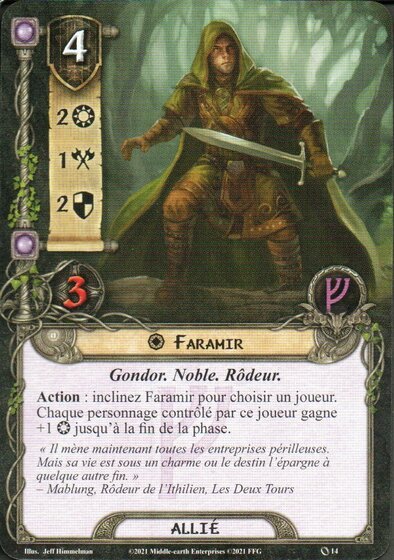 4
2
1
2
3
Faramir
Gondor. Noble. Rôdeur.
Action : inclinez Faramir pour choisir un joueur.
Chaque personnage contrôlé par ce joueur gagne
+1 jusqu'à la fin de la phase.
« Il mène maintenant toutes les entreprises périlleuses.
Mais sa vie est sous un charme ou le destin l'épargne à
quelque autre fin. »
– Mablung, Rôdeur de l'Ithilien, Les Deux Tours
ALLIÉ
Illus. Jeff Himmelman ©2021 Middle-earth Enterprises ©2021 FFG 14